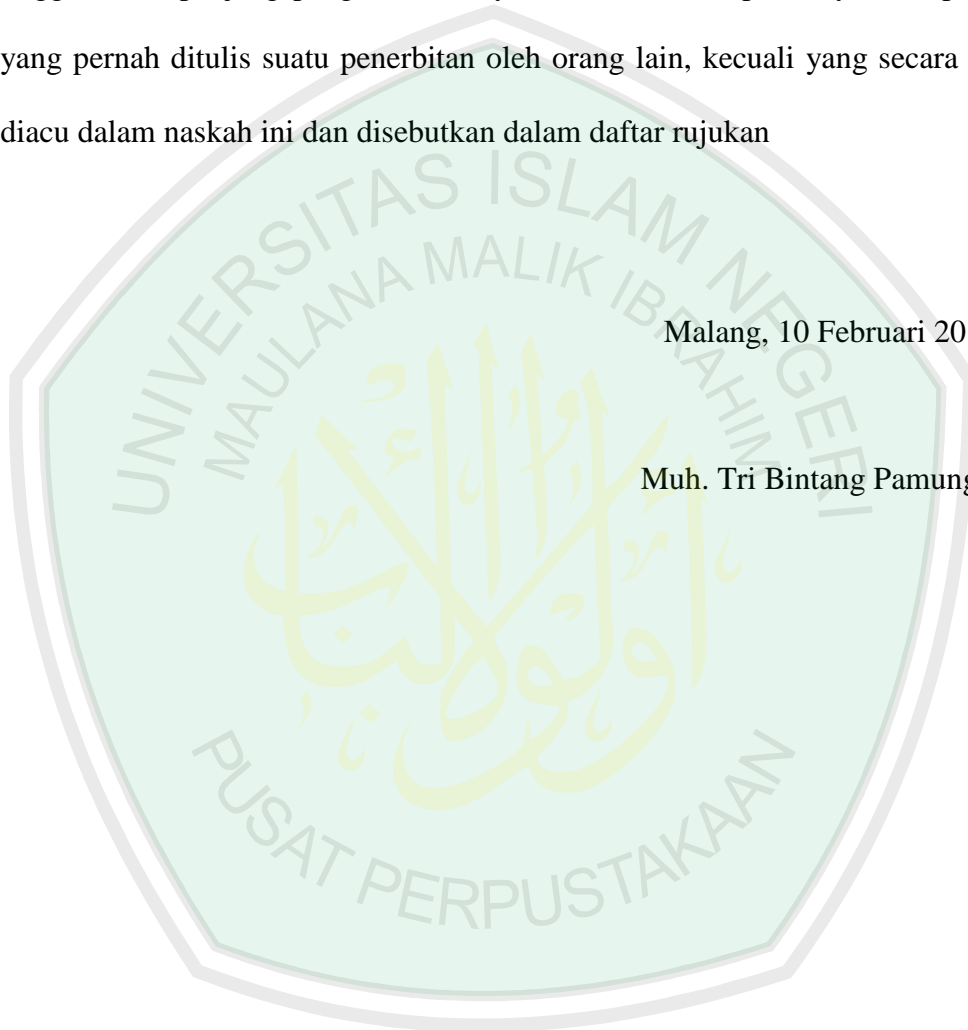 yang pernah ditulis suatu penerbitan oleh orang lain, kecuali yang secara
diacu dalam naskah ini dan disebutkan dalam daftar rujukan
UNIVERSITAS ISLAM NEGERI
MAULANA MALIK IBRAHIM
Malang, 10 Februari 20
Muh. Tri Bintang Pamung
PUSAT PERPUSTAKAAN